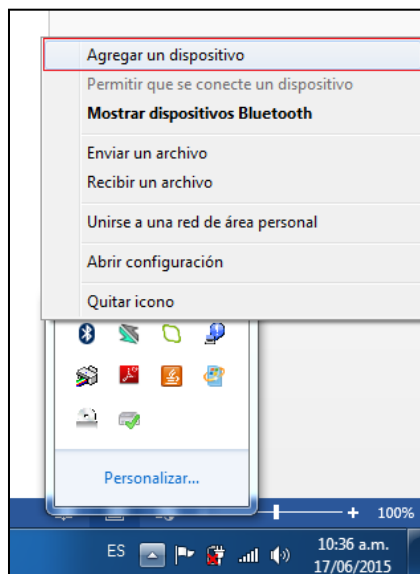 Agregar un dispositivo
Permitir que se conecte un dispositivo
Mostrar dispositivos Bluetooth
Enviar un archivo
Recibir un archivo
Unirse a una red de área personal
Abrir configuración
Quitar icono
Personalizar...
100%
ES
10:36 a.m.
17/06/2015